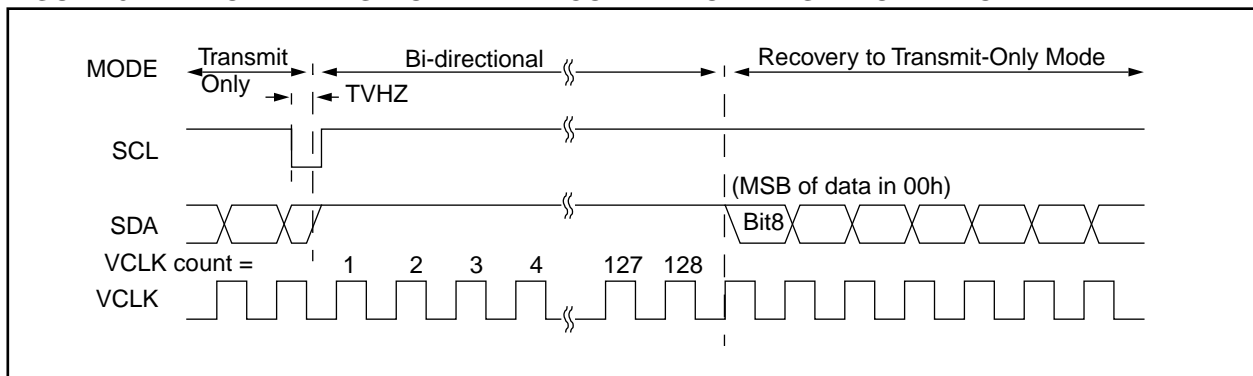 MODE
Transmit
Only
Bi-directional
Recovery to Transmit-Only Mode
TVHZ
SCL
(MSB of data in 00h)
SDA
Bit8
VCLK count = 1 2 3 4 127 128
VCLK